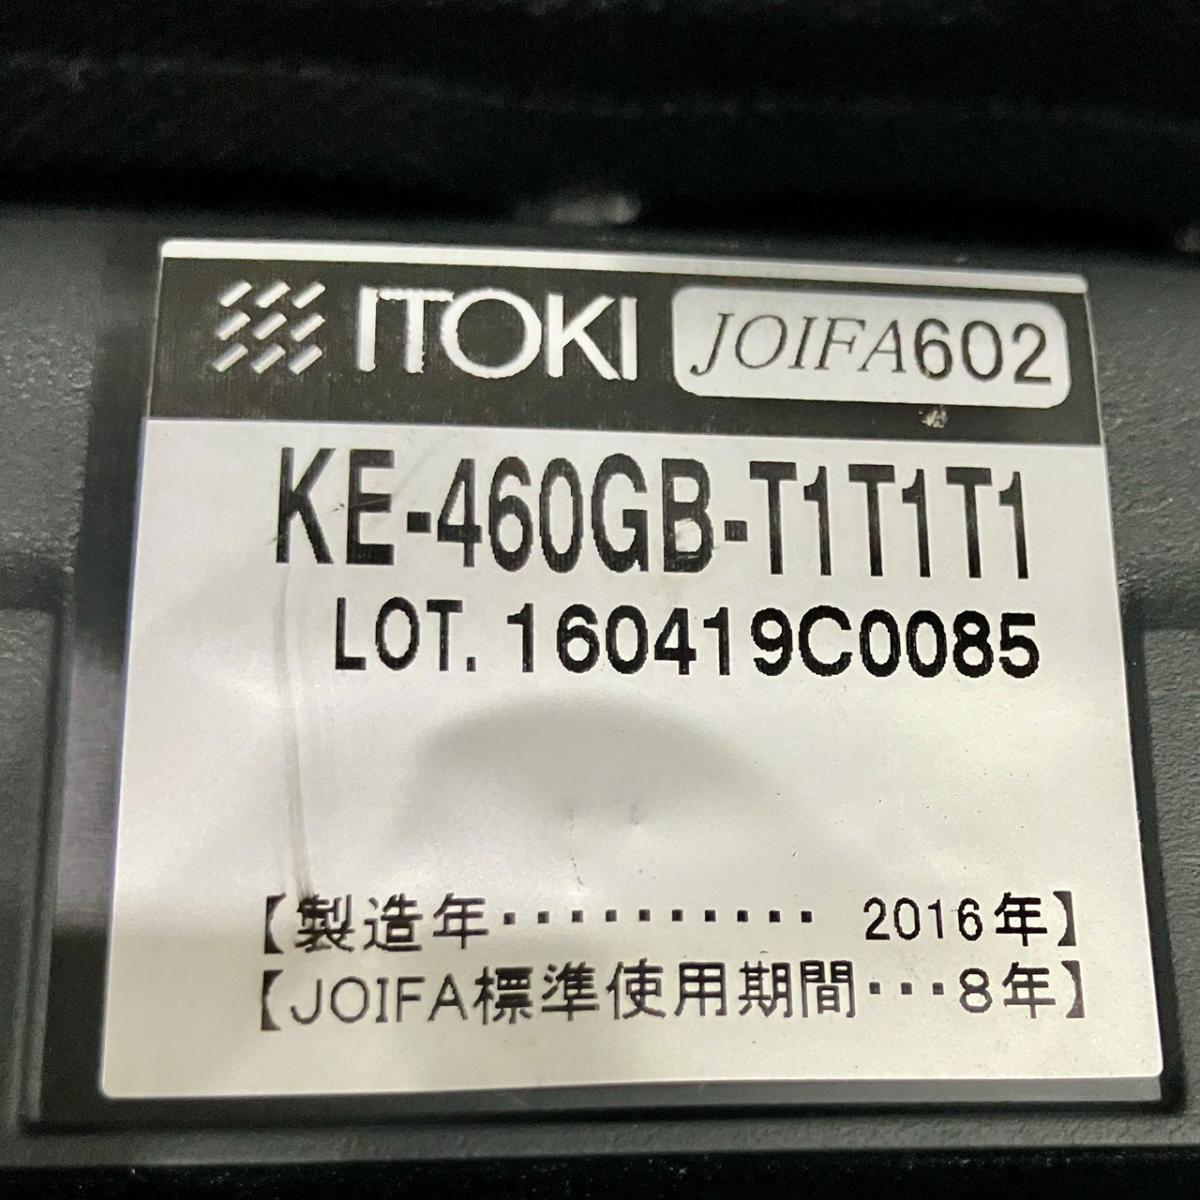 ITOKI JOIFA602
KE-460GB-T1T1T1
LOT. 160419C0085
【製造年・・・・・・・・・・ 2016年】
【JOIFA標準使用期間・・・8年】